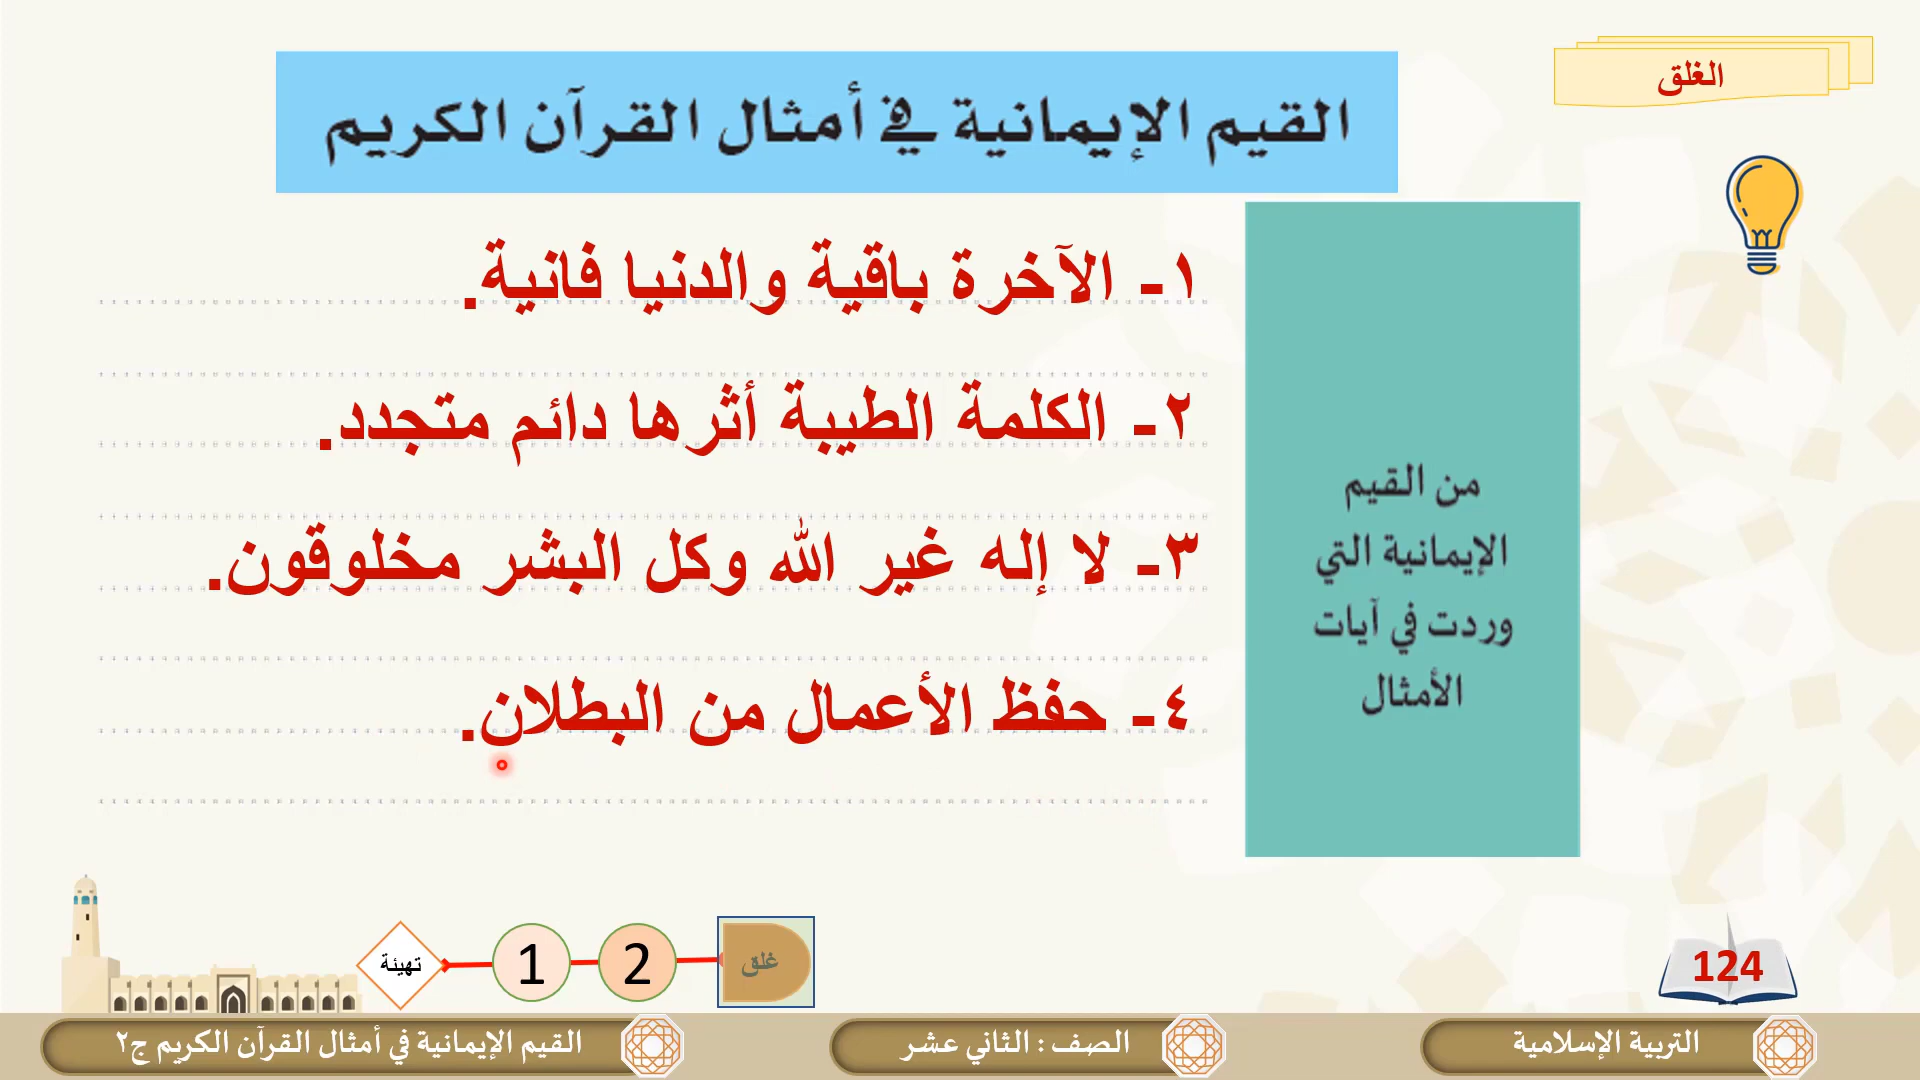 الغلق
القيم الإيمانية في أمثال القرآن الكريم
من القيم
الإيمانية التي
وردت في آيات
الأمثال
١- الآخرة باقية والدنيا فانية.
٢- الكلمة الطيبة أثرها دائم متجدد.
٣- لا إله غير الله وكل البشر مخلوقون.
٤- حفظ الأعمال من البطلان.
تهيئة
1
2
غلق
124
التربية الإسلامية
الصف : الثاني عشر
القيم الإيمانية في أمثال القرآن الكريم ج٢